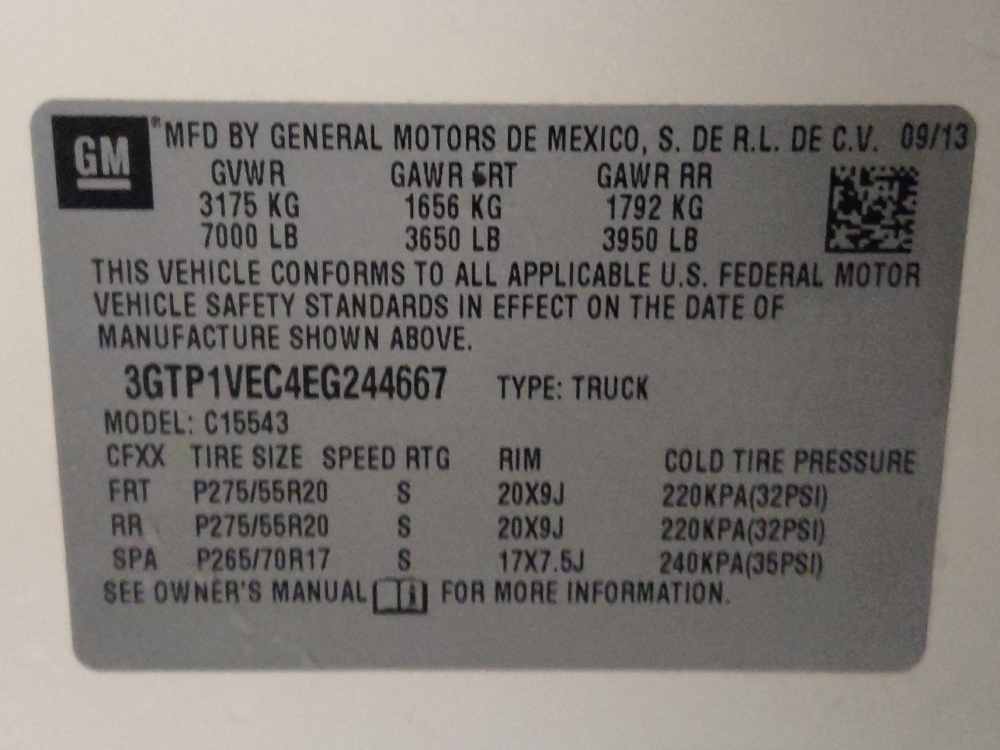 GM
MFD BY GENERAL MOTORS DE MEXICO, S. DE R.L. DE C.V. 09/13
GVWR GAWR FRT GAWR RR
3175 KG 1656 KG 1792 KG
7000 LB 3650 LB 3950 LB
THIS VEHICLE CONFORMS TO ALL APPLICABLE U.S. FEDERAL MOTOR
VEHICLE SAFETY STANDARDS IN EFFECT ON THE DATE OF
MANUFACTURE SHOWN ABOVE.
3GTP1VEC4EG244667 TYPE: TRUCK
MODEL: C15543
CFXX TIRE SIZE SPEED RTG RIM COLD TIRE PRESSURE
FRT P275/55R20 S 20X9J 220KPA(32PSI)
RR P275/55R20 S 20X9J 220KPA(32PSI)
SPA P265/70R17 S 17X7.5J 240KPA(35PSI)
SEE OWNER'S MANUAL FOR MORE INFORMATION.